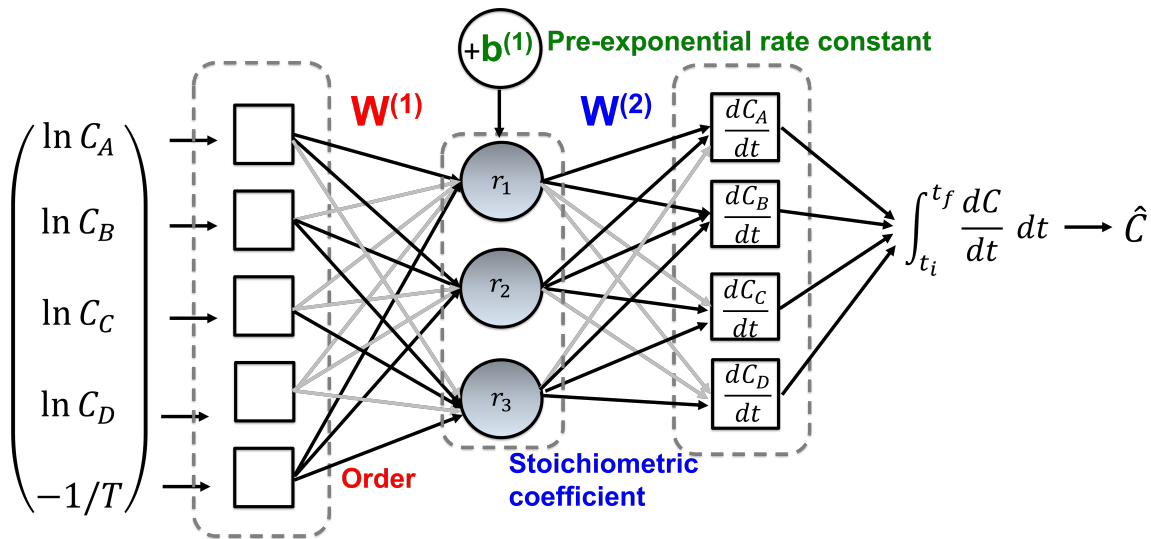 +b⁽¹⁾ Pre-exponential rate constant
W⁽¹⁾
W⁽²⁾
ln C_A
ln C_B
ln C_C
ln C_D
−1/T
r₁
r₂
r₃
dC_A
dt
dC_B
dt
dC_C
dt
dC_D
dt
∫_{t_i}^{t_f} dC/dt dt → Ĉ
Order
Stoichiometric
coefficient